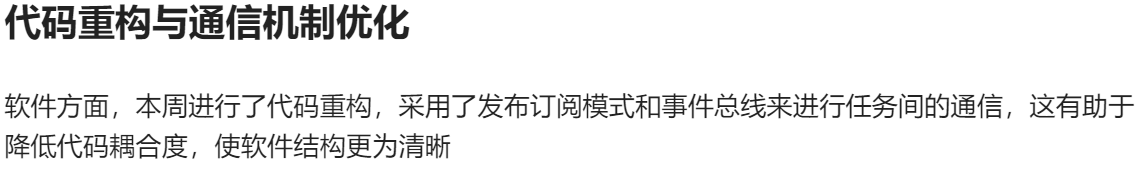 代码重构与通信机制优化
软件方面，本周进行了代码重构，采用了发布订阅模式和事件总线来进行任务间的通信，这有助于
降低代码耦合度，使软件结构更为清晰